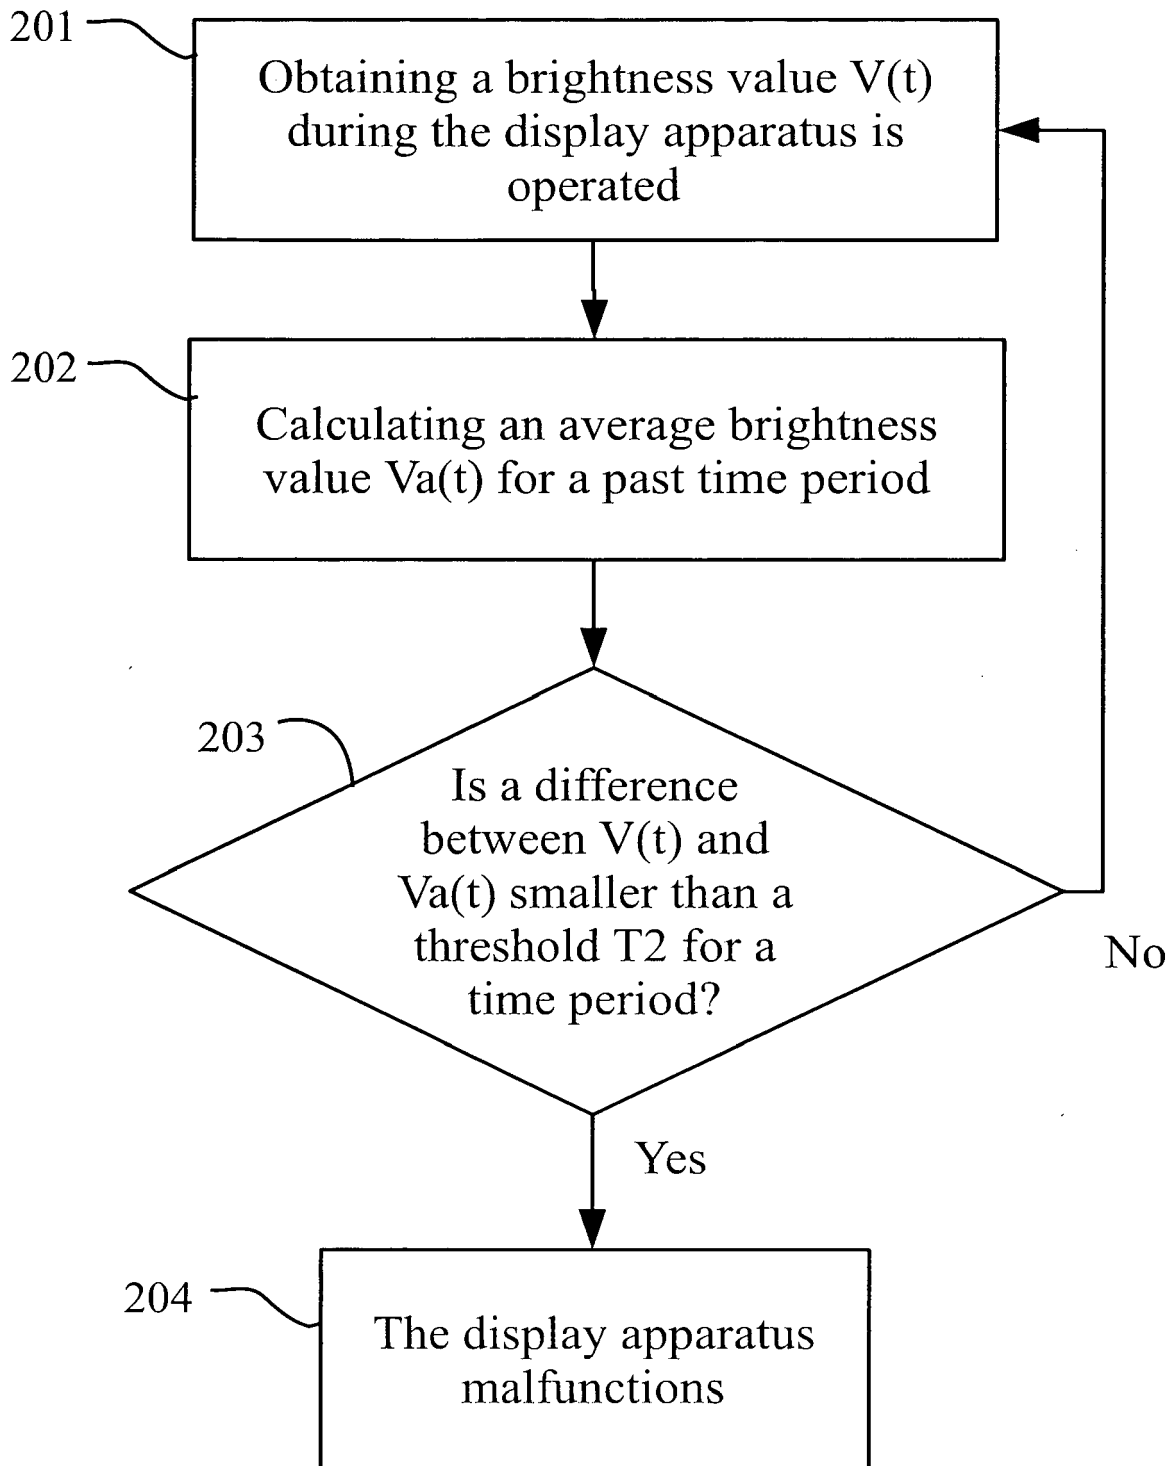 201
Obtaining a brightness value V(t)
during the display apparatus is
operated
202
Calculating an average brightness
value Va(t) for a past time period
203
Is a difference
between V(t) and
Va(t) smaller than a
threshold T2 for a
time period?
No
Yes
204
The display apparatus
malfunctions